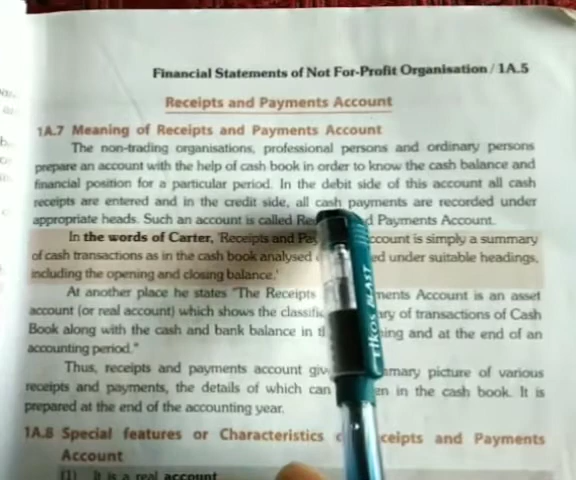 Financial Statements of Not For-Profit Organisation / 1A.5
Receipts and Payments Account
1A.7 Meaning of Receipts and Payments Account
The non-trading organisations, professional persons and ordinary persons
prepare an account with the help of cash book in order to know the cash balance and
financial position for a particular period. In the debit side of this account all cash
receipts are entered and in the credit side, all cash payments are recorded under
appropriate heads. Such an account is called Payments Account.
In the words of Carter, 'Receipts and account is simply a summary
of cash transactions as in the cash book analysed under suitable headings,
including the opening and closing balance.'
At another place he states "The Receipts Account is an asset
account (or real account) which shows the of transactions of Cash
Book along with the cash and bank balance in and at the end of an
accounting period."
Thus, receipts and payments account picture of various
receipts and payments, the details of which can in the cash book. It is
prepared at the end of the accounting year.
1A.8 Special features or Characteristics and Payments
Account
(1) It is a real account
tikos BLAST